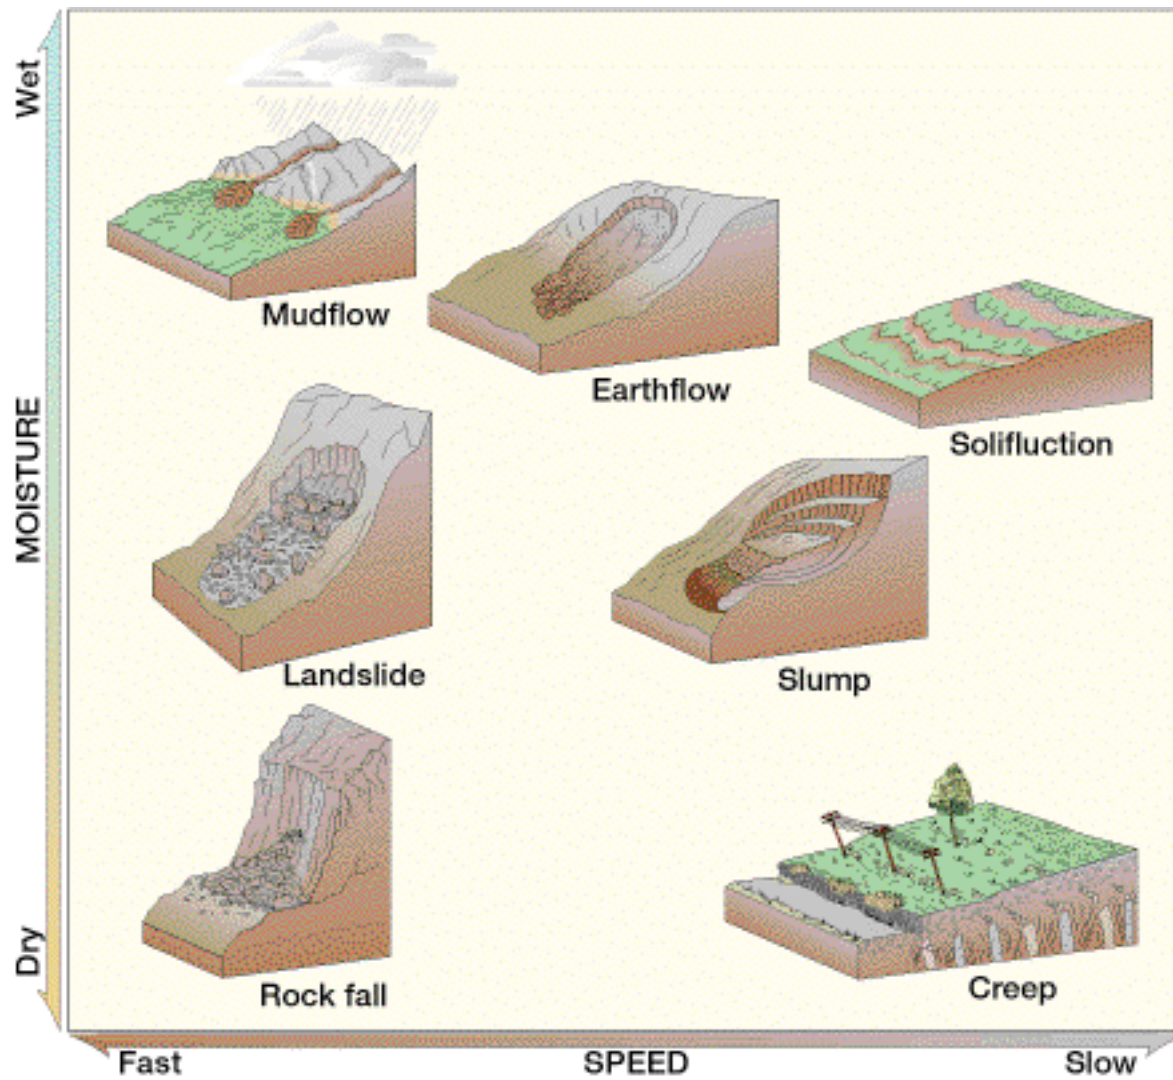 Wet
MOISTURE
Dry
Mudflow
Earthflow
Solifluction
Landslide
Slump
Rock fall
Creep
Fast
SPEED
Slow